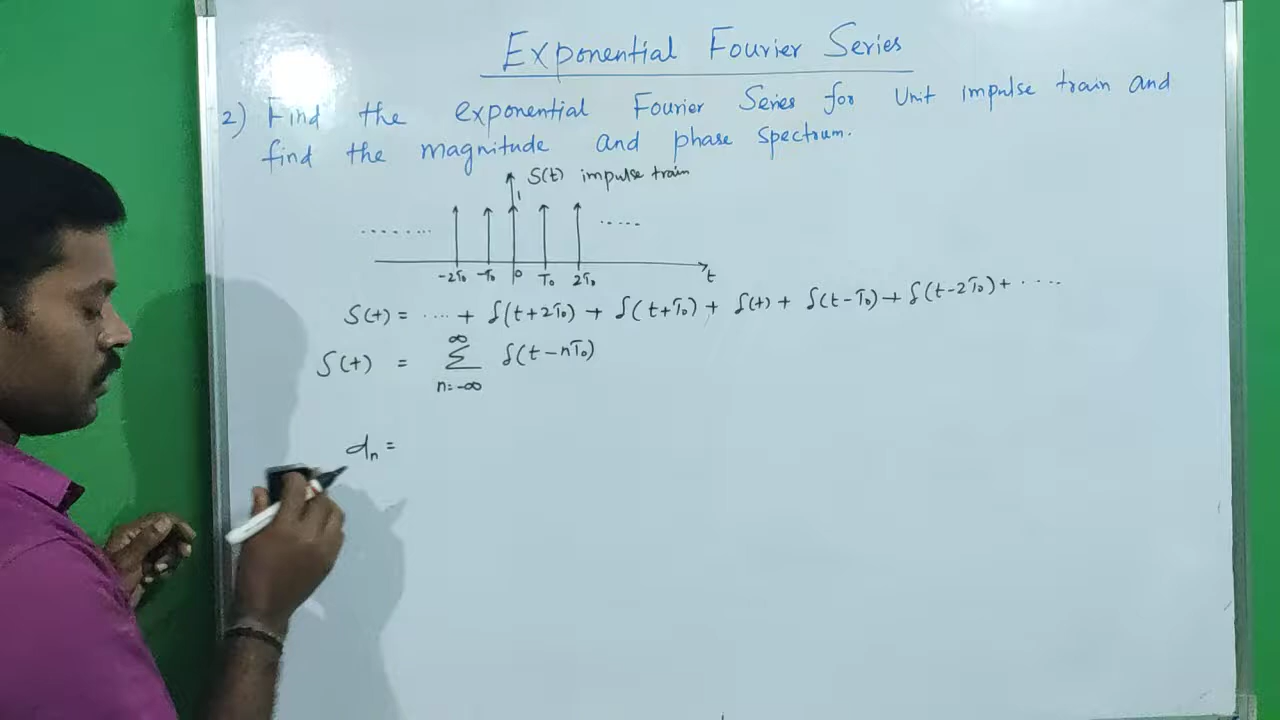 Exponential Fourier Series
2) Find the exponential Fourier Series for Unit impulse train and
find the magnitude and phase spectrum.
S(t) impulse train
1
........ .....
-2T₀ -T₀ 0 T₀ 2T₀ t
S(t) = .... + δ(t+2T₀) + δ(t+T₀) + δ(t) + δ(t-T₀) + δ(t-2T₀) + ....
S(t) = ∞ Σ n=-∞ δ(t-nT₀)
dₙ =